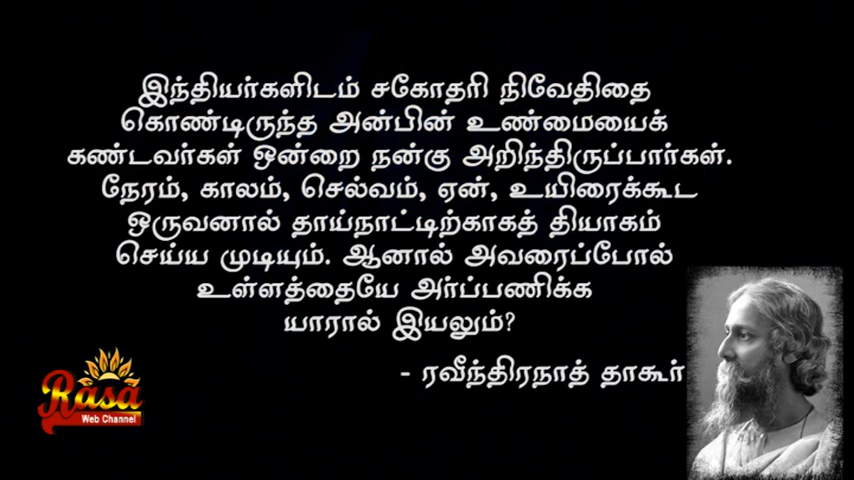 இந்தியர்களிடம் சகோதரி நிவேதிதை
கொண்டிருந்த அன்பின் உண்மையைக்
கண்டவர்கள் ஒன்றை நன்கு அறிந்திருப்பார்கள்.
நேரம், காலம், செல்வம், ஏன், உயிரைக்கூட
ஒருவனால் தாய்நாட்டிற்காகத் தியாகம்
செய்ய முடியும். ஆனால் அவரைப்போல்
உள்ளத்தையே அர்ப்பணிக்க
யாரால் இயலும்?
- ரவீந்திரநாத் தாகூர்
Rasa
Web Channel